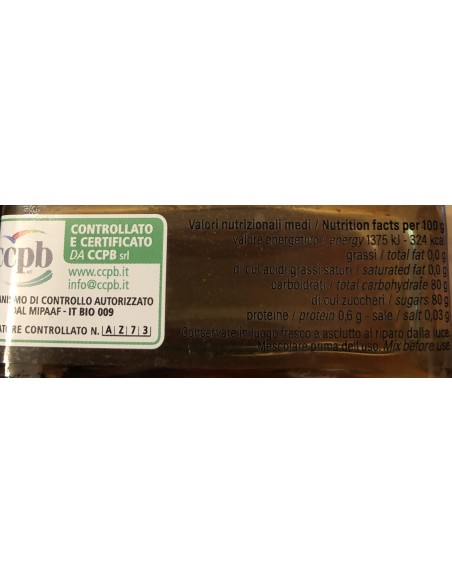 ccpb
CONTROLLATO
E CERTIFICATO
DA CCPB srl
www.ccpb.it
info@ccpb.it
ANISMO DI CONTROLLO AUTORIZZATO
DAL MIPAAF - IT BIO 009
ATORE CONTROLLATO N. AZ73
Valori nutrizionali medi / Nutrition facts per 100 g
valore energetico / energy 1375 kJ - 324 kcal
grassi / total fat 0,0 g
di cui acidi grassi saturi / saturated fat 0,0 g
carboidrati / total carbohydrate 80 g
di cui zuccheri / sugars 80 g
proteine / protein 0,6 g - sale / salt 0,03 g
Conservare in luogo fresco e asciutto al riparo dalla luce.
Mescolare prima dell'uso. Mix before use